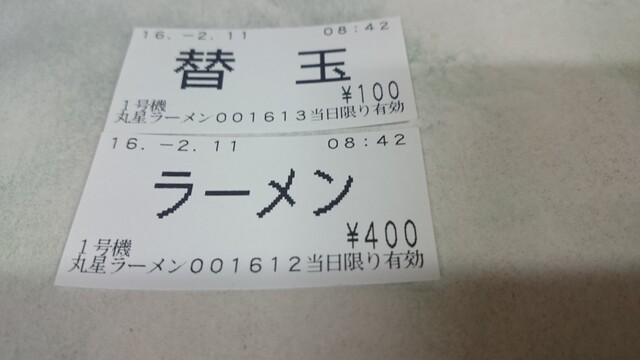 16.-2.11 08:42
替 玉
¥100
1号機
丸星ラーメン001613当日限り有効
16.-2.11 08:42
ラーメン
¥400
1号機
丸星ラーメン001612当日限り有効